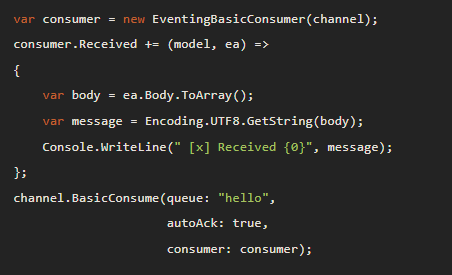 var consumer = new EventingBasicConsumer(channel);
consumer.Received += (model, ea) =>
{
    var body = ea.Body.ToArray();
    var message = Encoding.UTF8.GetString(body);
    Console.WriteLine(" [x] Received {0}", message);
};
channel.BasicConsume(queue: "hello",
                     autoAck: true,
                     consumer: consumer);